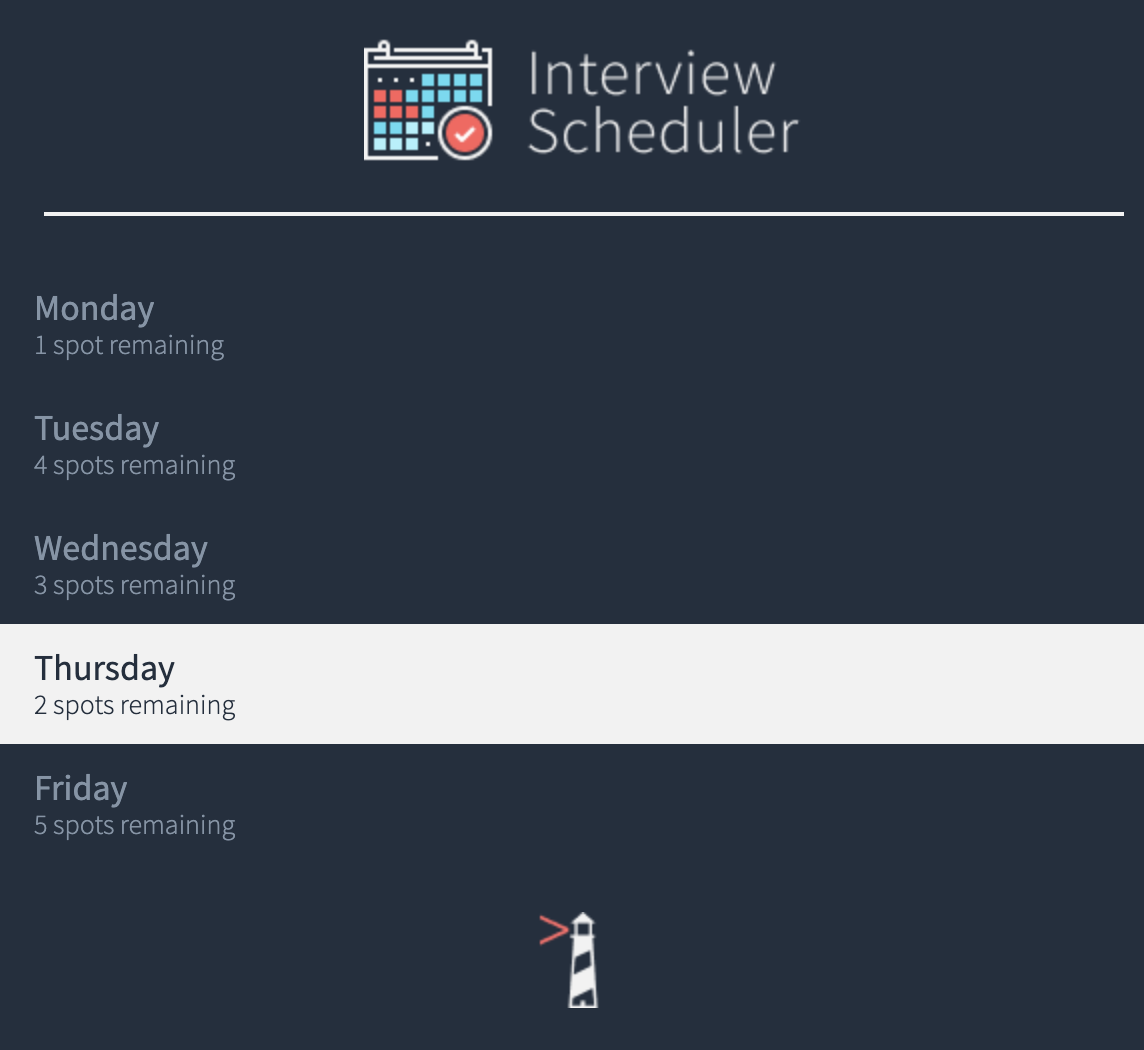 Interview
Scheduler
Monday
1 spot remaining
Tuesday
4 spots remaining
Wednesday
3 spots remaining
Thursday
2 spots remaining
Friday
5 spots remaining